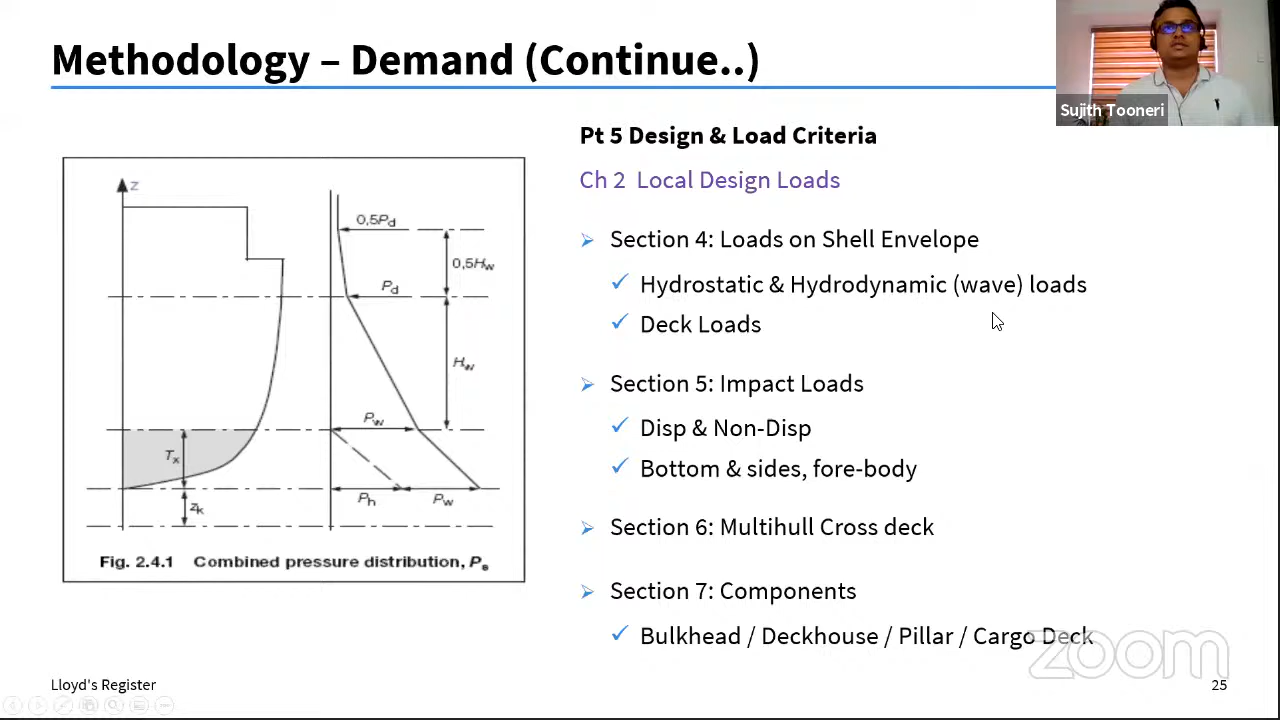 Methodology – Demand (Continue..)
Sujith Tooneri
Pt 5 Design & Load Criteria
Ch 2 Local Design Loads
Section 4: Loads on Shell Envelope
Hydrostatic & Hydrodynamic (wave) loads
Deck Loads
Section 5: Impact Loads
Disp & Non-Disp
Bottom & sides, fore-body
Section 6: Multihull Cross deck
Section 7: Components
Bulkhead / Deckhouse / Pillar / Cargo Deck
z
0,5Pd
0,5Hw
Pd
Hw
Pw
Tx
Ph
Pw
zk
Fig. 2.4.1 Combined pressure distribution, Ps
zoom
Lloyd's Register
25